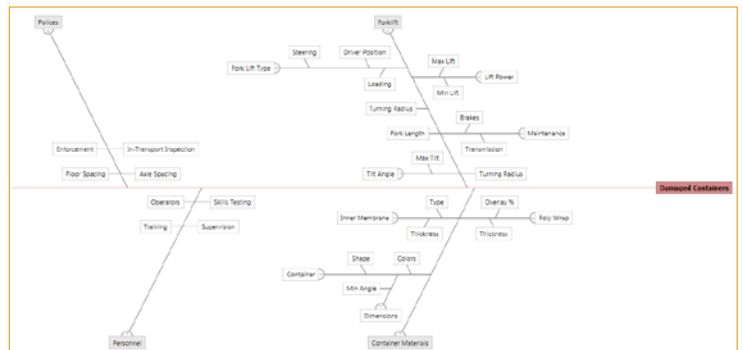 Polices
Forklift
Steering
Driver Position
Max Lift
Fork Lift Type
Lift Power
Loading
Min Lift
Turning Radius
Brakes
Fork Length
Maintenance
Enforcement
In-Transport Inspection
Transmission
Max Tilt
Floor Spacing
Axle Spacing
Tilt Angle
Turning Radius
Damaged Containers
Operators
Skills Testing
Type
Overlay %
Inner Membrane
Poly Wrap
Training
Supervision
Thickness
Thickness
Shape
Colors
Container
Min Angle
Dimensions
Personnel
Container Materials